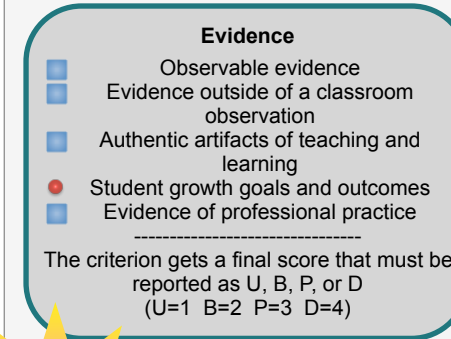 Evidence
Observable evidence
Evidence outside of a classroom
observation
Authentic artifacts of teaching and
learning
Student growth goals and outcomes
Evidence of professional practice
--------------------------------
The criterion gets a final score that must be
reported as U, B, P, or D
(U=1 B=2 P=3 D=4)